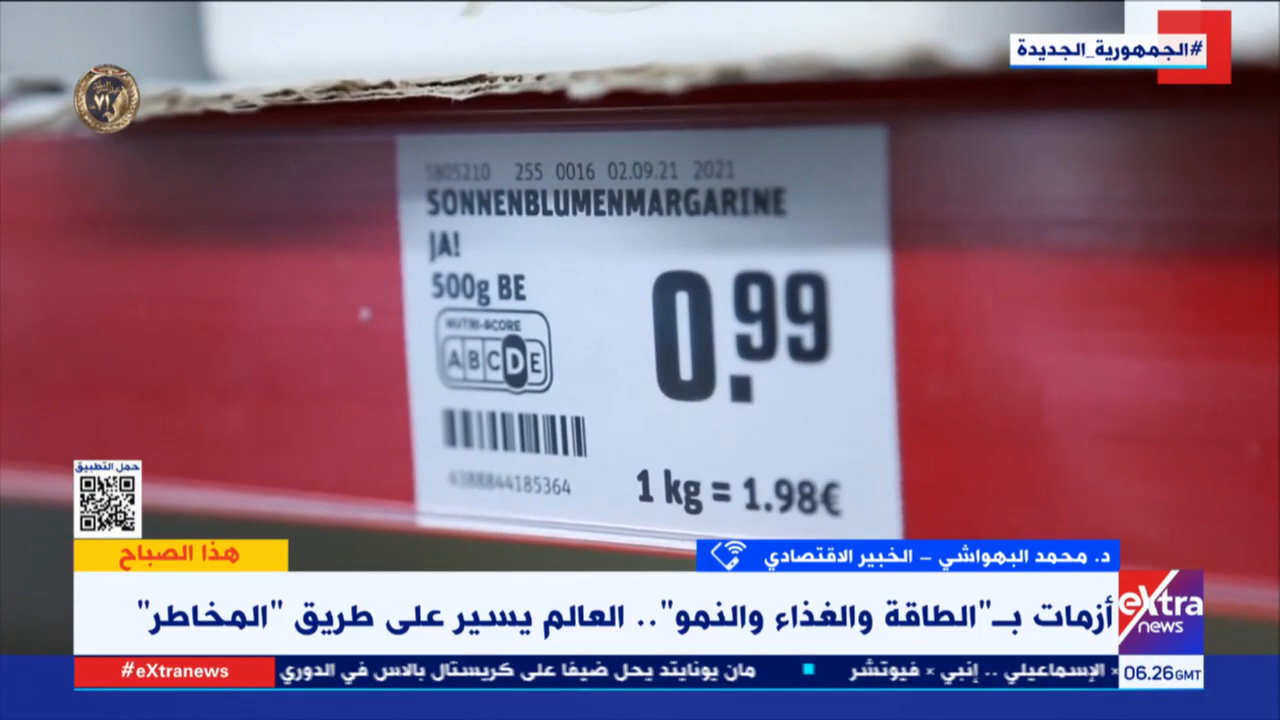 #الجمهورية_الجديدة
٧١
SB05210 255 0016 02.09.21 2021
SONNENBLUMENMARGARINE
JA!
500g BE
NUTRI-SCORE
A B C D E
0.99
4388844185364
1 kg = 1.98€
حمل التطبيق
هذا الصباح
د. محمد البهواشي - الخبير الاقتصادي
أزمات بـ"الطاقة والغذاء والنمو".. العالم يسير على طريق "المخاطر"
eXtra news
#eXtranews
× الإسماعيلي .. إنبي × فيوتشر ■ مان يونايتد يحل ضيفا على كريستال بالاس في الدوري
06.26 GMT